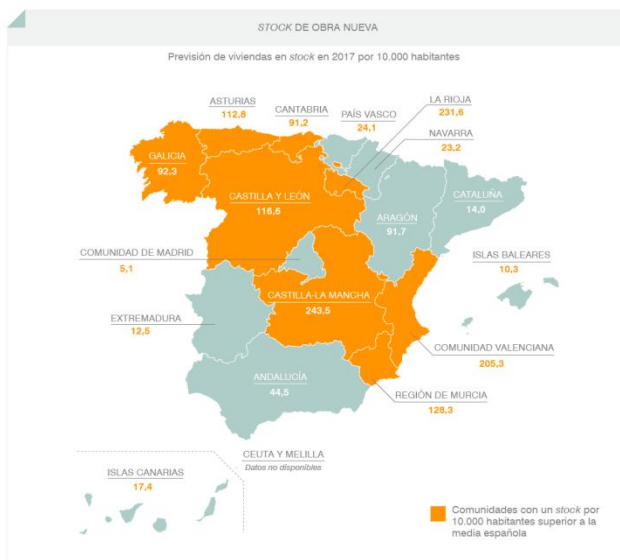 STOCK DE OBRA NUEVA
Previsión de viviendas en stock en 2017 por 10.000 habitantes
ASTURIAS
112,8
CANTABRIA
91,2
PAÍS VASCO
24,1
LA RIOJA
231,6
NAVARRA
23,2
GALICIA
92,3
CASTILLA Y LEÓN
116,6
CATALUÑA
14,0
ARAGÓN
91,7
COMUNIDAD DE MADRID
5,1
ISLAS BALEARES
10,3
CASTILLA-LA MANCHA
243,5
EXTREMADURA
12,5
COMUNIDAD VALENCIANA
205,3
ANDALUCÍA
44,5
REGIÓN DE MURCIA
128,3
CEUTA Y MELILLA
Datos no disponibles
ISLAS CANARIAS
17,4
Comunidades con un stock por
10.000 habitantes superior a la
media española